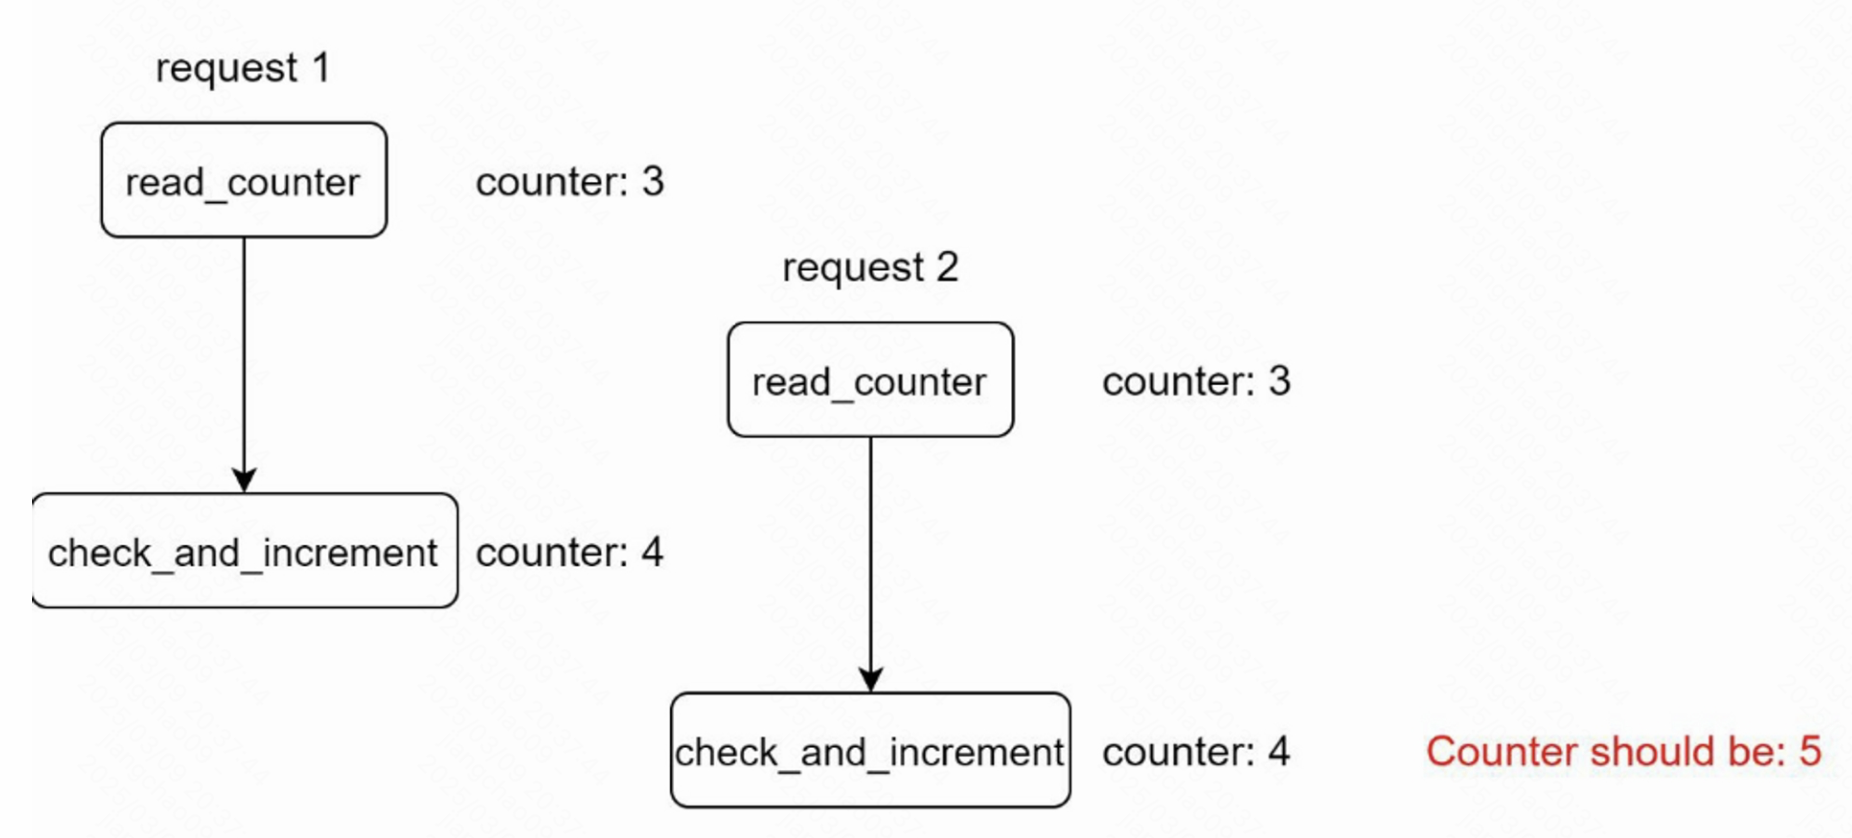 request 1
read_counter
counter: 3
request 2
read_counter
counter: 3
check_and_increment
counter: 4
check_and_increment
counter: 4
Counter should be: 5